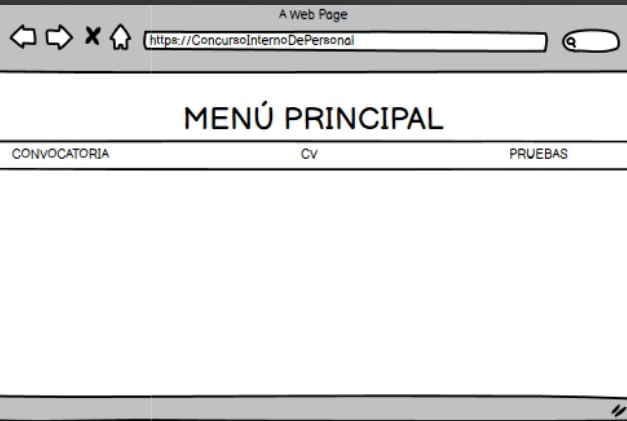 A Web Page
https://ConcursoInternoDePersonal
MENÚ PRINCIPAL
CONVOCATORIA CV PRUEBAS